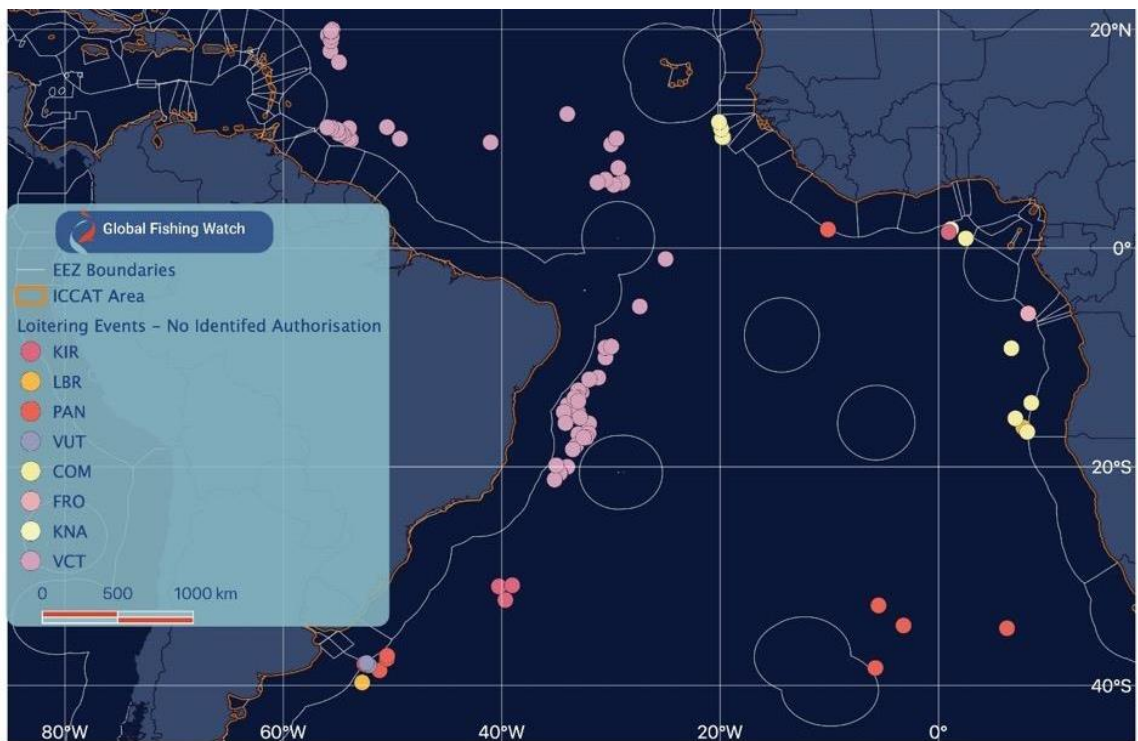 20°N
Global Fishing Watch
EEZ Boundaries
0°
ICCAT Area
Loitering Events - No Identifed Authorisation
KIR
LBR
PAN
VUT
COM
20°S
FRO
KNA
VCT
0 500 1000 km
40°S
80°W 60°W 40°W 20°W 0°